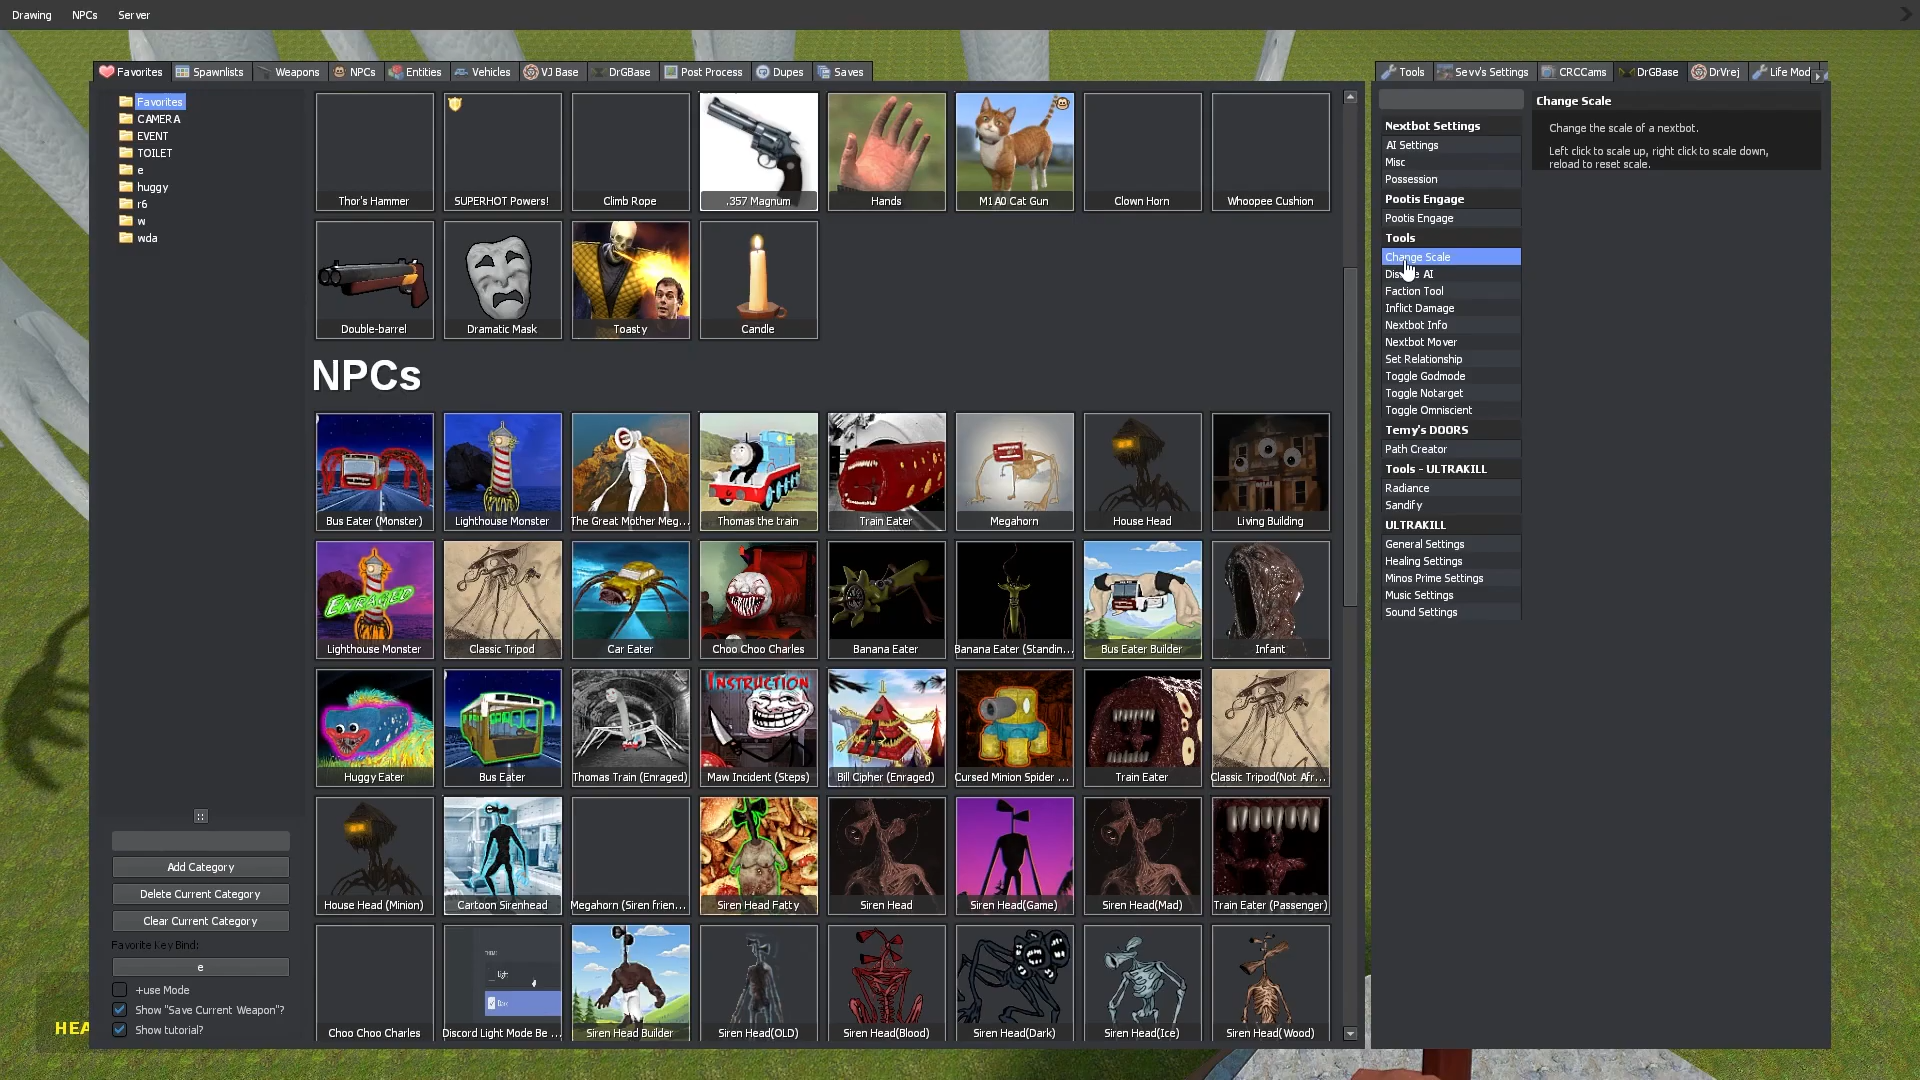 Drawing NPCs Server
Favorites Spawnlists Weapons NPCs Entities Vehicles VJ Base DrGBase Post Process Dupes Saves
Favorites
CAMERA
EVENT
TOILET
e
huggy
r6
w
wda
Add Category
Delete Current Category
Clear Current Category
Favorite Key Bind:
e
+use Mode
Show "Save Current Weapon"?
Show tutorial?
HEA
Thor's Hammer SUPERHOT Powers! Climb Rope .357 Magnum Hands M1A0 Cat Gun Clown Horn Whoopee Cushion
Double-barrel Dramatic Mask Toasty Candle
NPCs
Bus Eater (Monster) Lighthouse Monster The Great Mother Meg... Thomas the train Train Eater Megahorn House Head Living Building
ENRAGED
Lighthouse Monster Classic Tripod Car Eater Choo Choo Charles Banana Eater Banana Eater (Standin... Bus Eater Builder Infant
INSTRUCTION
Huggy Eater Bus Eater Thomas Train (Enraged) Maw Incident (Steps) Bill Cipher (Enraged) Cursed Minion Spider ... Train Eater Classic Tripod(Not Afr...
House Head (Minion) Cartoon Sirenhead Megahorn (Siren frien... Siren Head Fatty Siren Head Siren Head(Game) Siren Head(Mad) Train Eater (Passenger)
Light
Dark
Choo Choo Charles Discord Light Mode Be ... Siren Head Builder Siren Head(OLD) Siren Head(Blood) Siren Head(Dark) Siren Head(Ice) Siren Head(Wood)
Tools Sevv's Settings CRCCams DrGBase DrVrej Life Mod
Nextbot Settings
AI Settings
Misc
Possession
Pootis Engage
Pootis Engage
Tools
Change Scale
AI
Faction Tool
Inflict Damage
Nextbot Info
Nextbot Mover
Set Relationship
Toggle Godmode
Toggle Notarget
Toggle Omniscient
Temy's DOORS
Path Creator
Tools - ULTRAKILL
Radiance
Sandify
ULTRAKILL
General Settings
Healing Settings
Minos Prime Settings
Music Settings
Sound Settings
Change Scale
Change the scale of a nextbot.
Left click to scale up, right click to scale down,
reload to reset scale.